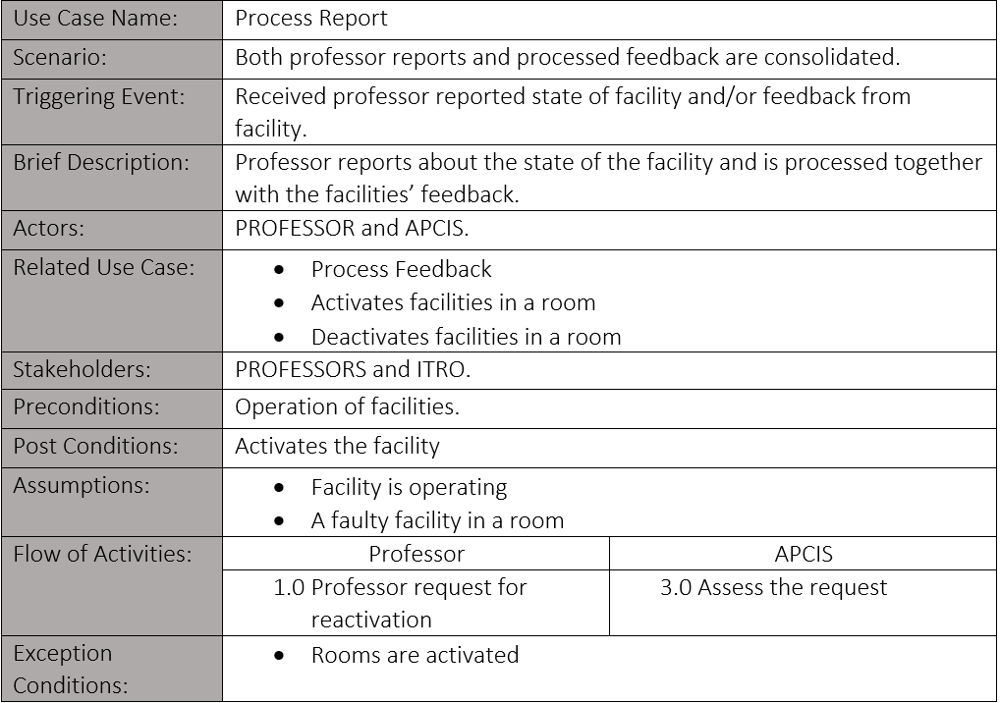 Use Case Name: Process Report
Scenario: Both professor reports and processed feedback are consolidated.
Triggering Event: Received professor reported state of facility and/or feedback from
facility.
Brief Description: Professor reports about the state of the facility and is processed together
with the facilities’ feedback.
Actors: PROFESSOR and APCIS.
Related Use Case: • Process Feedback
• Activates facilities in a room
• Deactivates facilities in a room
Stakeholders: PROFESSORS and ITRO.
Preconditions: Operation of facilities.
Post Conditions: Activates the facility
Assumptions: • Facility is operating
• A faulty facility in a room
Flow of Activities: Professor APCIS
1.0 Professor request for 3.0 Assess the request
reactivation
Exception • Rooms are activated
Conditions: